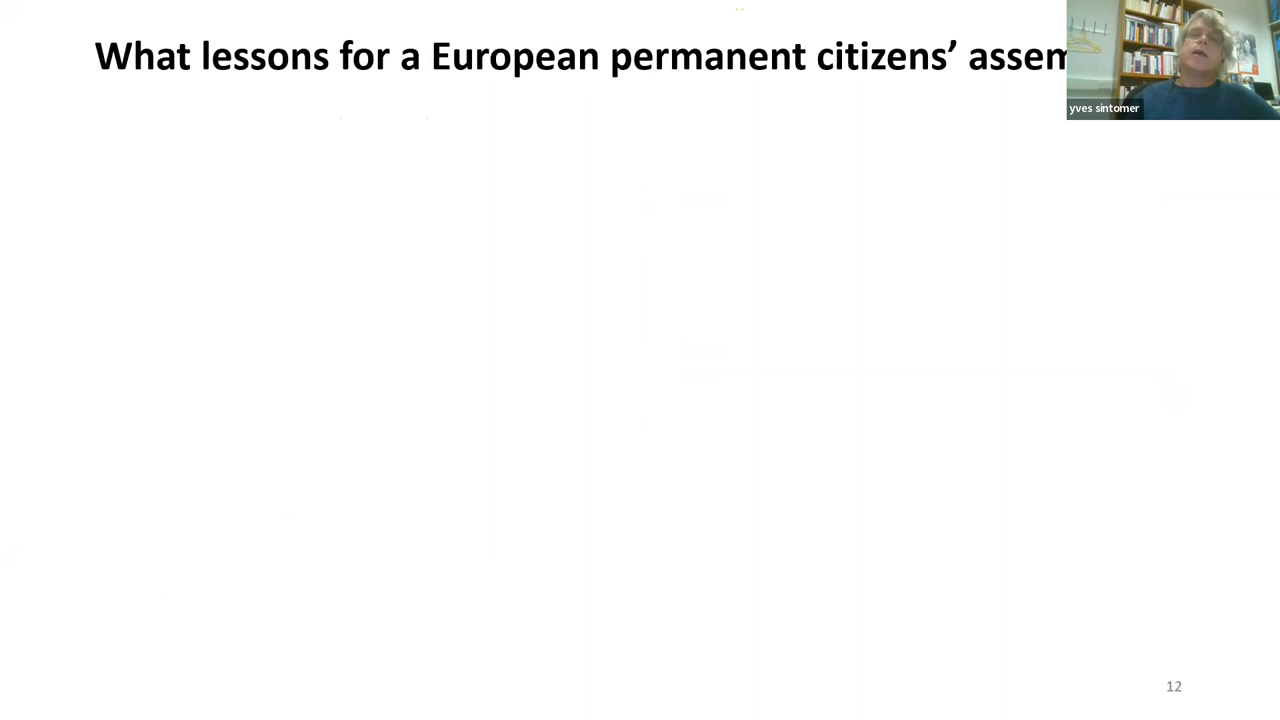 What lessons for a European permanent citizens’ assem
yves sintomer
12